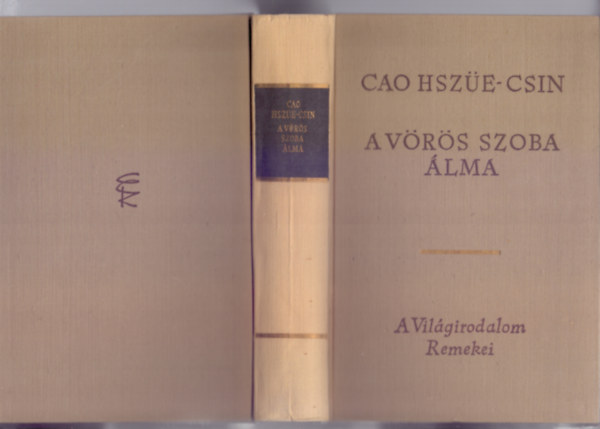 CAO
HSZÜE-CSIN
A VÖRÖS
SZOBA
ÁLMA
CAO HSZÜE-CSIN
A VÖRÖS SZOBA
ÁLMA
A Világirodalom
Remekei